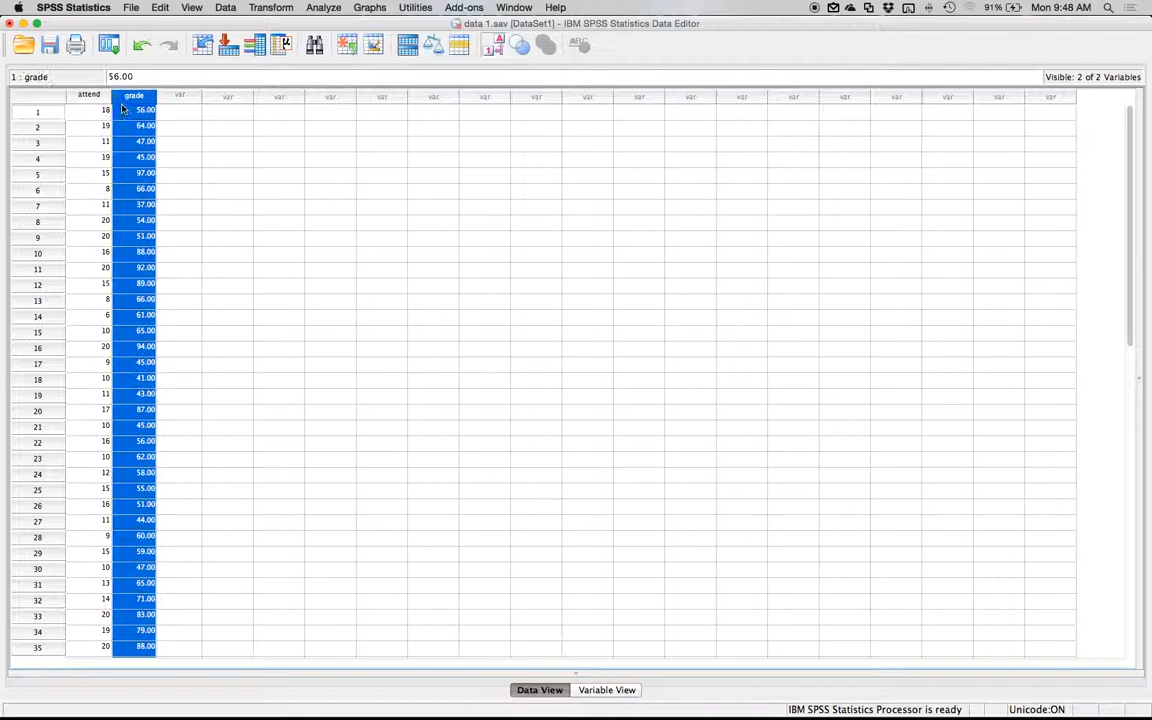 SPSS Statistics File Edit View Data Transform Analyze Graphs Utilities Add-ons Window Help 91% Mon 9:48 AM
data 1.sav [DataSet1] - IBM SPSS Statistics Data Editor
1 : grade 56.00 Visible: 2 of 2 Variables
attend grade var var var var var var var var var var var var var var var var var var
1 18 56.00
2 19 64.00
3 11 47.00
4 19 45.00
5 15 97.00
6 8 66.00
7 11 37.00
8 20 54.00
9 20 51.00
10 16 88.00
11 20 92.00
12 15 89.00
13 8 66.00
14 6 61.00
15 10 65.00
16 20 94.00
17 9 45.00
18 10 41.00
19 11 43.00
20 17 87.00
21 10 45.00
22 16 56.00
23 10 62.00
24 12 58.00
25 15 55.00
26 16 51.00
27 11 44.00
28 9 60.00
29 15 59.00
30 10 47.00
31 13 65.00
32 14 71.00
33 20 83.00
34 19 79.00
35 20 88.00
Data View Variable View
IBM SPSS Statistics Processor is ready Unicode:ON